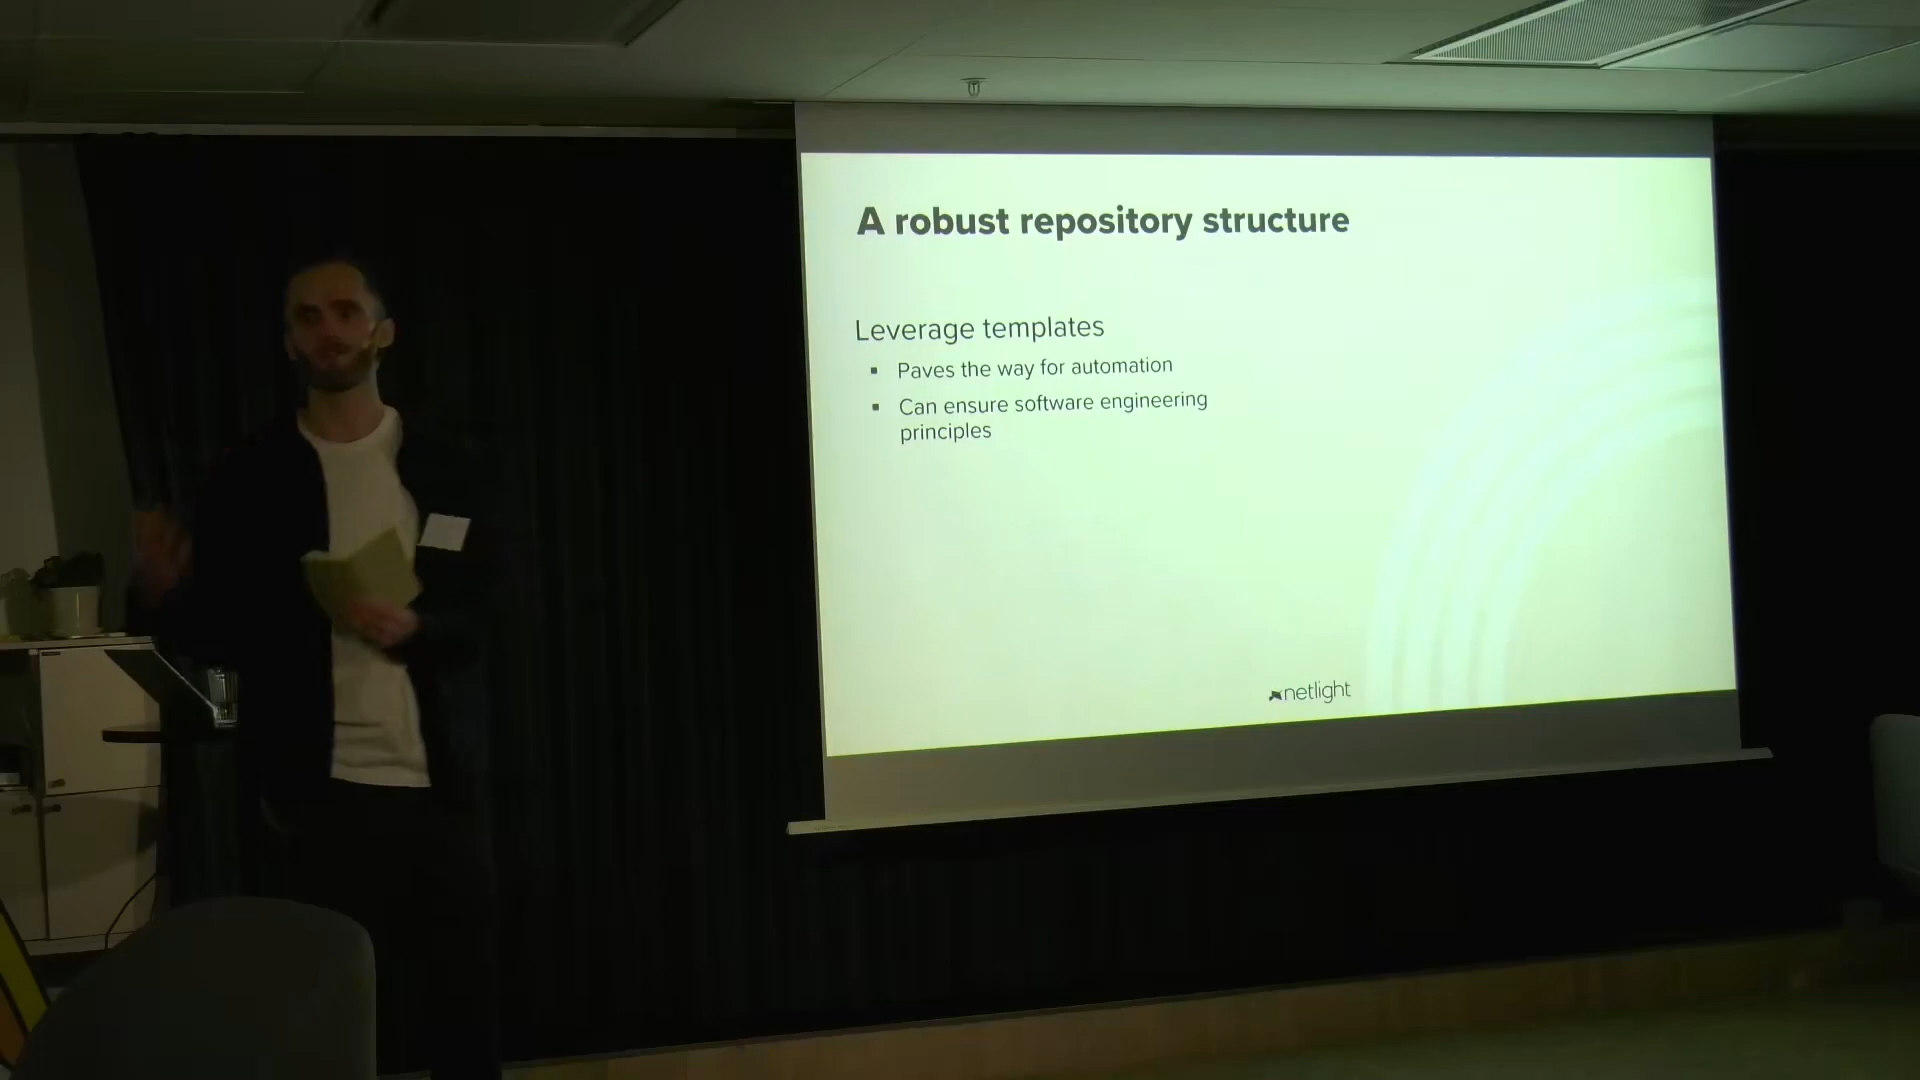 A robust repository structure
Leverage templates
▪ Paves the way for automation
▪ Can ensure software engineering
principles
netlight